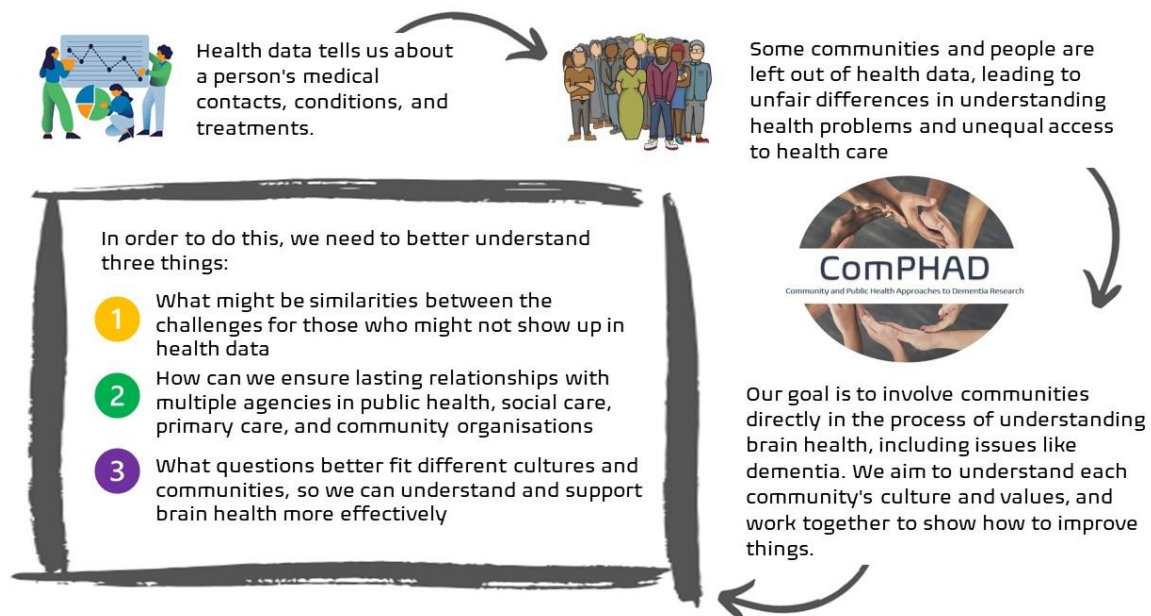 Health data tells us about
a person's medical
contacts, conditions, and
treatments.
Some communities and people are
left out of health data, leading to
unfair differences in understanding
health problems and unequal access
to health care
ComPHAD
Community and Public Health Approaches to Dementia Research
Our goal is to involve communities
directly in the process of understanding
brain health, including issues like
dementia. We aim to understand each
community's culture and values, and
work together to show how to improve
things.
In order to do this, we need to better understand
three things:
1
What might be similarities between the
challenges for those who might not show up in
health data
2
How can we ensure lasting relationships with
multiple agencies in public health, social care,
primary care, and community organisations
3
What questions better fit different cultures and
communities, so we can understand and support
brain health more effectively